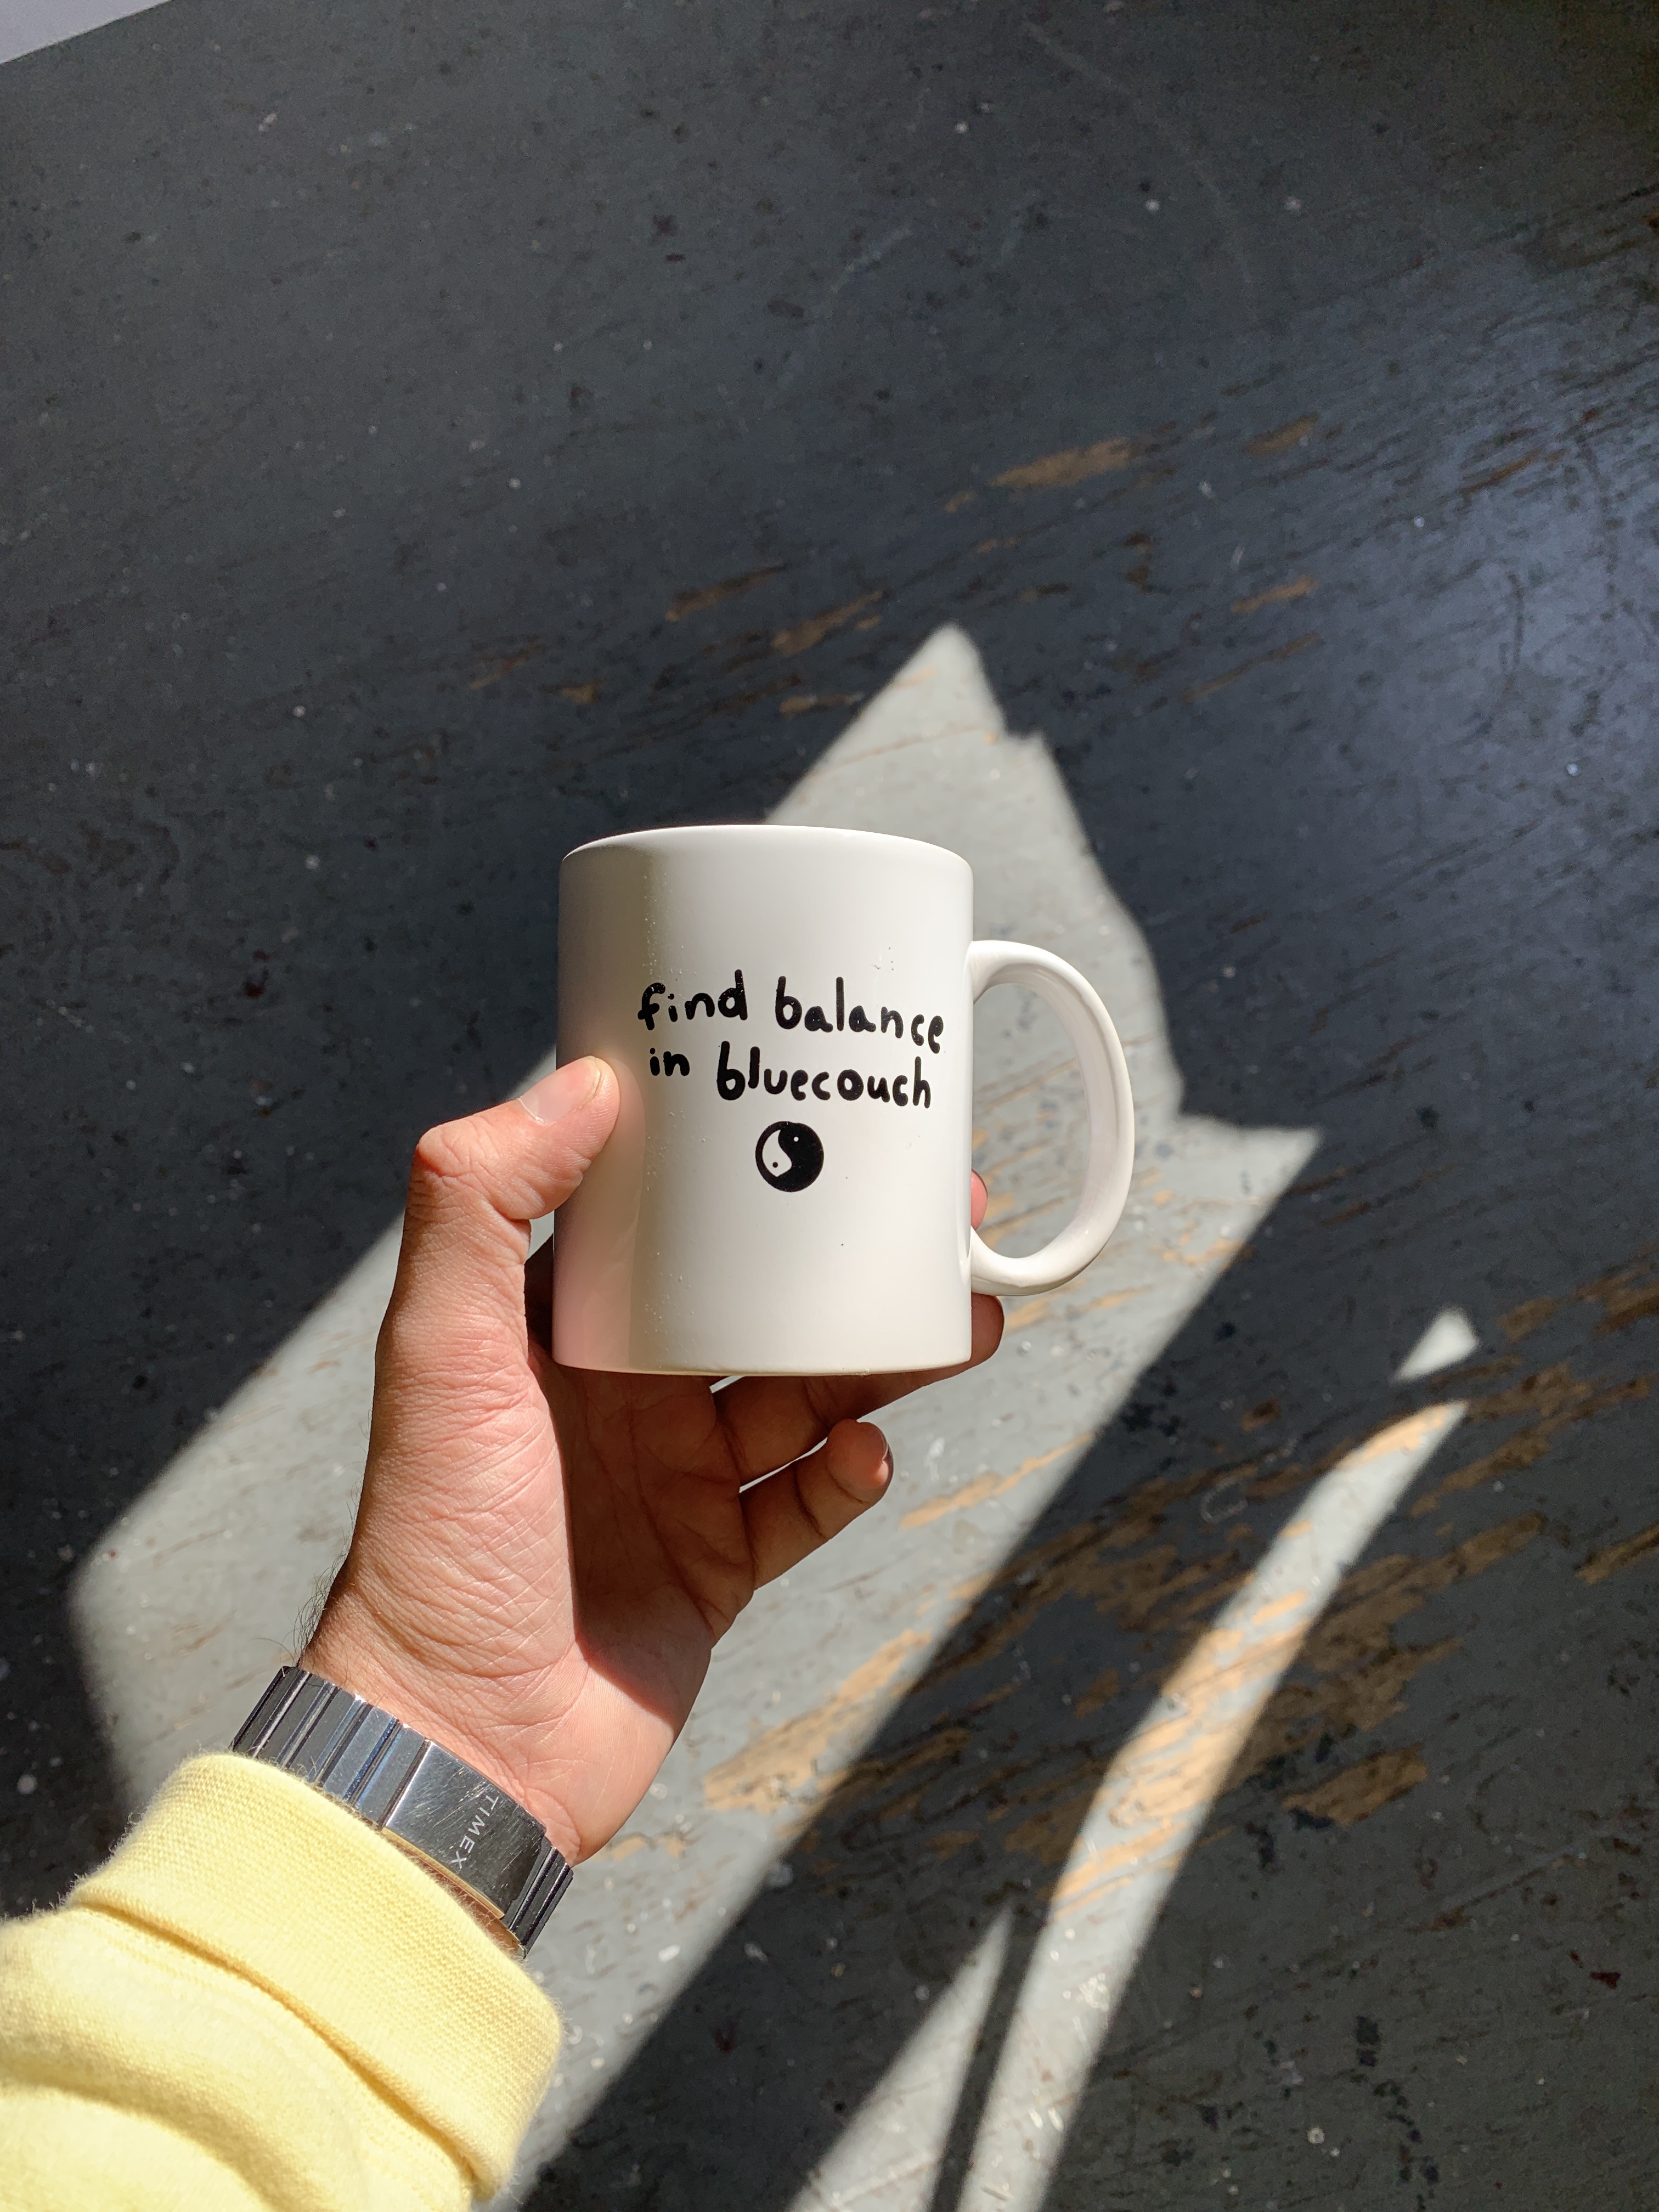 find balance
in bluecouch
TIMEX